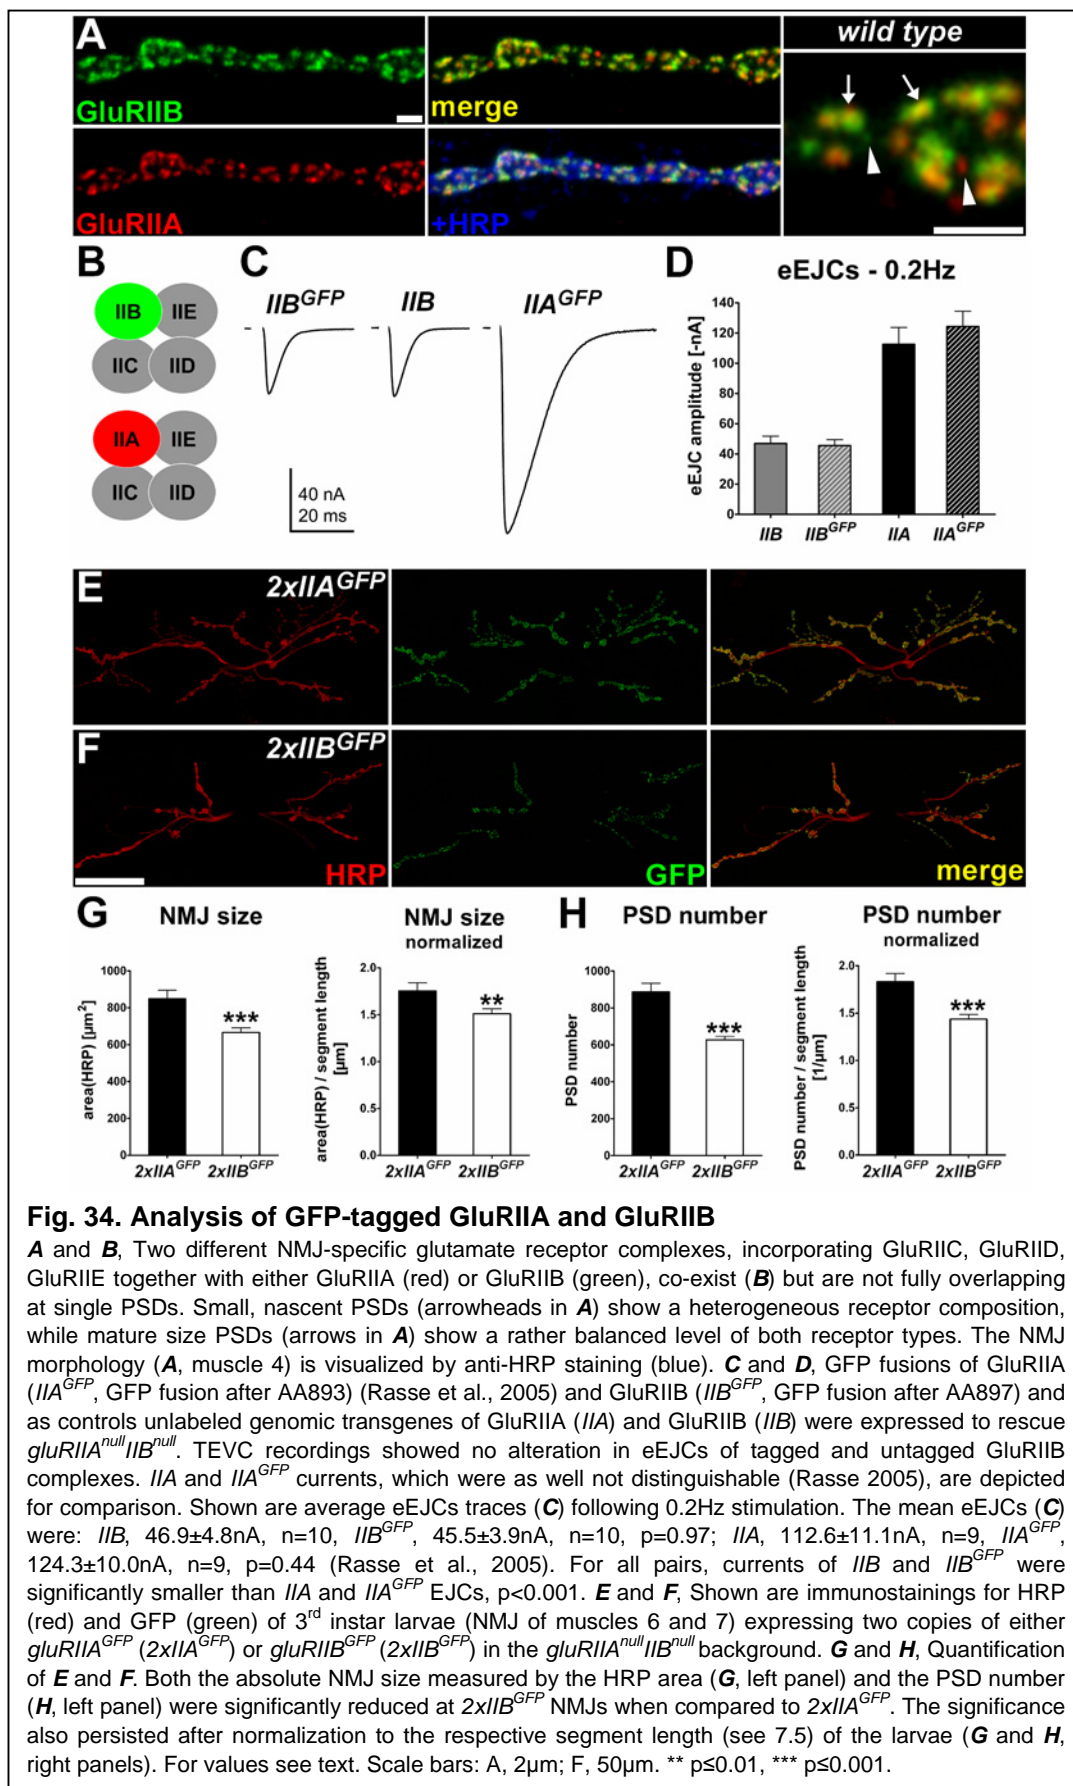 A
wild type
GluRIIB
merge
GluRIIA
+HRP
B
IIB
IIE
IIC
IID
IIA
IIE
IIC
IID
C
IIB^GFP
IIB
IIA^GFP
40 nA
20 ms
D
eEJCs - 0.2Hz
eEJC amplitude [-nA]
140
120
100
80
60
40
20
0
IIB
IIB^GFP
IIA
IIA^GFP
E
2xIIA^GFP
F
2xIIB^GFP
HRP
GFP
merge
G
NMJ size
area(HRP) [µm²]
1000
800
600
400
200
0
***
2xIIA^GFP
2xIIB^GFP
NMJ size
normalized
area(HRP) / segment length
[µm]
2.0
1.5
1.0
0.5
0.0
**
2xIIA^GFP
2xIIB^GFP
H
PSD number
PSD number
1000
800
600
400
200
0
***
2xIIA^GFP
2xIIB^GFP
PSD number
normalized
PSD number / segment length
[1/µm]
2.0
1.5
1.0
0.5
0.0
***
2xIIA^GFP
2xIIB^GFP
Fig. 34. Analysis of GFP-tagged GluRIIA and GluRIIB
A and B, Two different NMJ-specific glutamate receptor complexes, incorporating GluRIIC, GluRIID,
GluRIIE together with either GluRIIA (red) or GluRIIB (green), co-exist (B) but are not fully overlapping
at single PSDs. Small, nascent PSDs (arrowheads in A) show a heterogeneous receptor composition,
while mature size PSDs (arrows in A) show a rather balanced level of both receptor types. The NMJ
morphology (A, muscle 4) is visualized by anti-HRP staining (blue). C and D, GFP fusions of GluRIIA
(IIA^GFP, GFP fusion after AA893) (Rasse et al., 2005) and GluRIIB (IIB^GFP, GFP fusion after AA897) and
as controls unlabeled genomic transgenes of GluRIIA (IIA) and GluRIIB (IIB) were expressed to rescue
gluRIIA^null IIB^null. TEVC recordings showed no alteration in eEJCs of tagged and untagged GluRIIB
complexes. IIA and IIA^GFP currents, which were as well not distinguishable (Rasse 2005), are depicted
for comparison. Shown are average eEJCs traces (C) following 0.2Hz stimulation. The mean eEJCs (C)
were: IIB, 46.9±4.8nA, n=10, IIB^GFP, 45.5±3.9nA, n=10, p=0.97; IIA, 112.6±11.1nA, n=9, IIA^GFP,
124.3±10.0nA, n=9, p=0.44 (Rasse et al., 2005). For all pairs, currents of IIB and IIB^GFP were
significantly smaller than IIA and IIA^GFP EJCs, p<0.001. E and F, Shown are immunostainings for HRP
(red) and GFP (green) of 3rd instar larvae (NMJ of muscles 6 and 7) expressing two copies of either
gluRIIA^GFP (2xIIA^GFP) or gluRIIB^GFP (2xIIB^GFP) in the gluRIIA^null IIB^null background. G and H, Quantification
of E and F. Both the absolute NMJ size measured by the HRP area (G, left panel) and the PSD number
(H, left panel) were significantly reduced at 2xIIB^GFP NMJs when compared to 2xIIA^GFP. The significance
also persisted after normalization to the respective segment length (see 7.5) of the larvae (G and H,
right panels). For values see text. Scale bars: A, 2µm; F, 50µm. ** p≤0.01, *** p≤0.001.